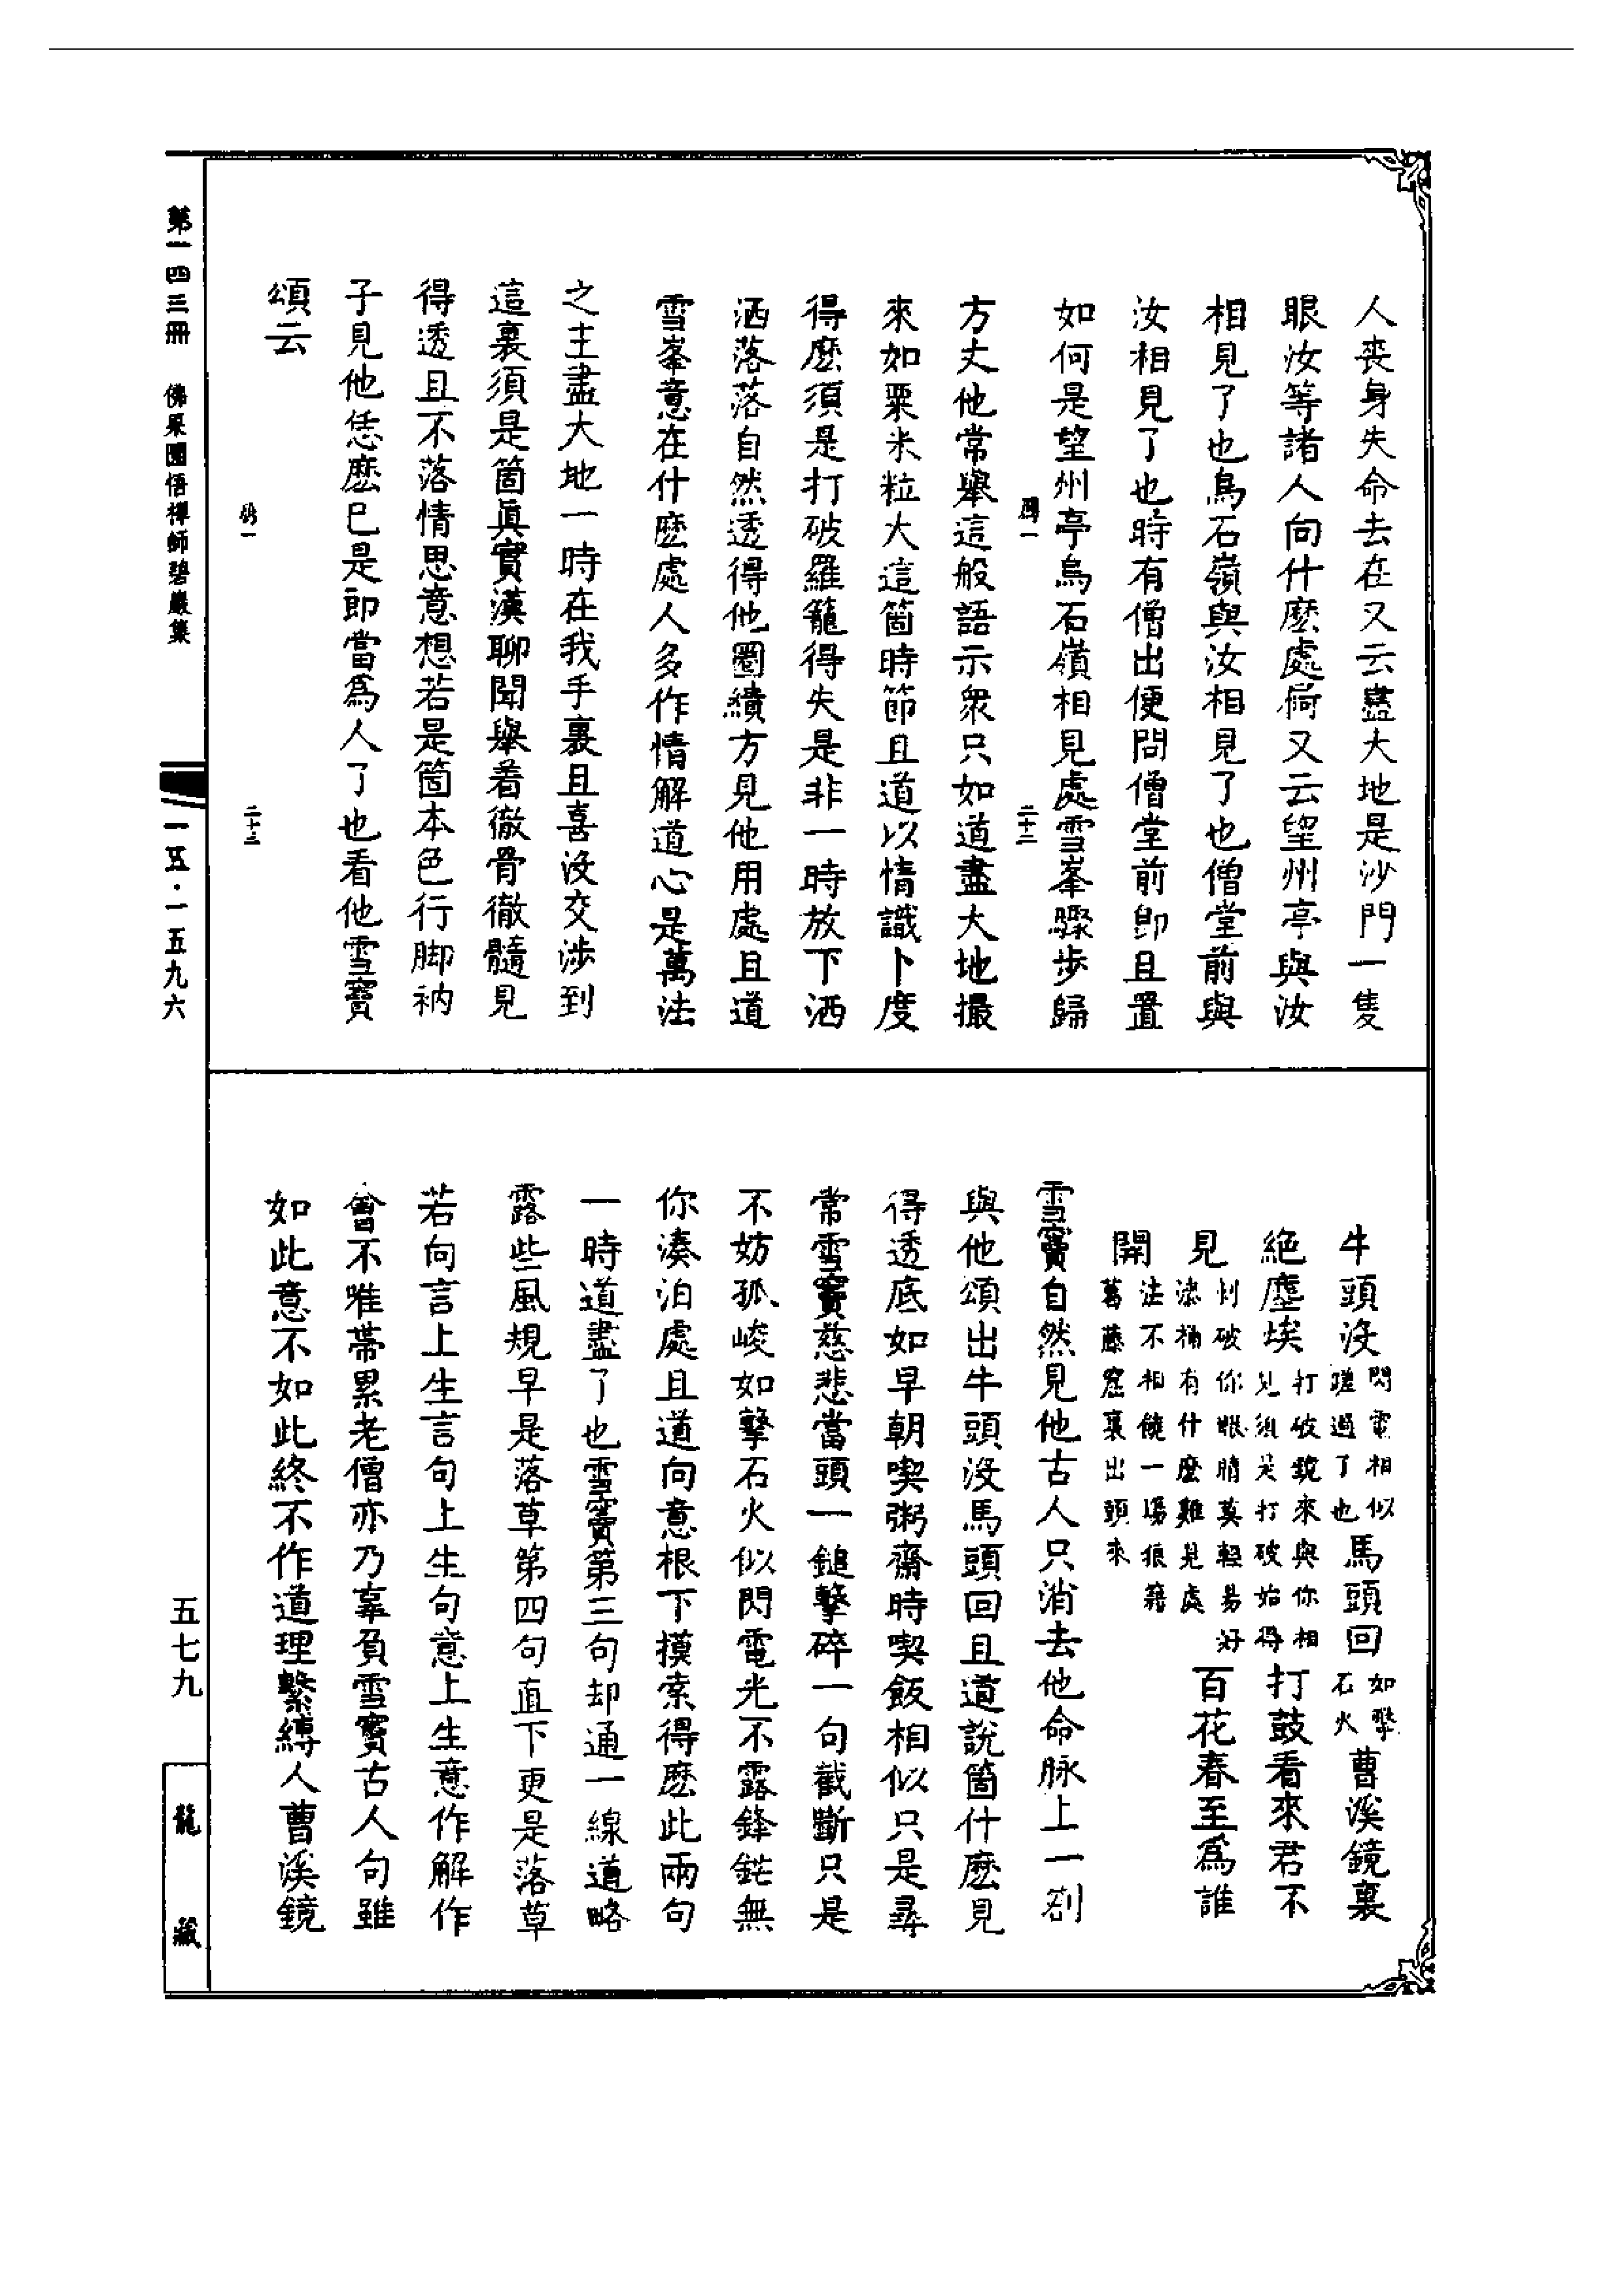 人喪身失命去在又云盡大地是沙門一隻
眼汝等諸人向什麽處屙又云望州亭與汝
相見了也烏石嶺與汝相見了也僧堂前與
汝相見了也時有僧出便問僧堂前卽且置
如何是望州亭烏石嶺相見處雪峯驟步歸
二十二
方丈他常舉這般語示衆只如道盡大地撮
來如粟米粒大這箇時節且道以情識卜度
得麽須是打破羅籠得失是非一時放下洒
洒落落自然透得他圈繢方見他用處且道
雪峯意在什麽處人多作情解道心是萬法
之主盡大地一時在我手裏且喜沒交涉到
這裏須是箇眞實漢聊聞舉着徹骨徹髓見
得透且不落情思意想若是箇本色行脚衲
子見他恁麽巳是即當爲人了也看他雪竇
頌云
二十三
第一四三冊 佛果圜悟禪師碧巖集
一五·一五九六
牛頭沒閃電相似蹉過了也馬頭回如擊石火曹溪鏡裏
絕塵埃打破鏡來與你相見須是打破始得打鼓看來君不
見刺破你眼睛莫輕易好漆桶有什麽難見處百花春至爲誰
開法不相饒一場狼籍葛藤窟裏出頭來
雪竇自然見他古人只消去他命脉上一劄
與他頌出牛頭沒馬頭回且道說箇什麽見
得透底如早朝喫粥齋時喫飯相似只是尋
常雪竇慈悲當頭一鎚擊碎一句截斷只是
不妨孤峻如擊石火似閃電光不露鋒鋩無
你湊泊處且道向意根下摸索得麽此兩句
一時道盡了也雪竇第三句却通一線道略
露些風規早是落草第四句直下更是落草
若向言上生言句上生句意上生意作解作
會不唯帶累老僧亦乃辜負雪竇古人句雖
如此意不如此終不作道理繫縛人曹溪鏡
五七九
龍藏